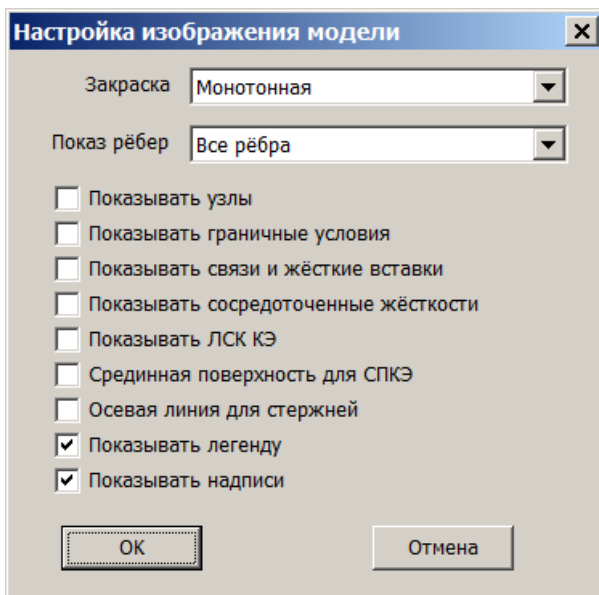 Настройка изображения модели
Закраска Монотонная
Показ рёбер Все рёбра
Показывать узлы
Показывать граничные условия
Показывать связи и жёсткие вставки
Показывать сосредоточенные жёсткости
Показывать ЛСК КЭ
Срединная поверхность для СПКЭ
Осевая линия для стержней
Показывать легенду
Показывать надписи
ОК Отмена